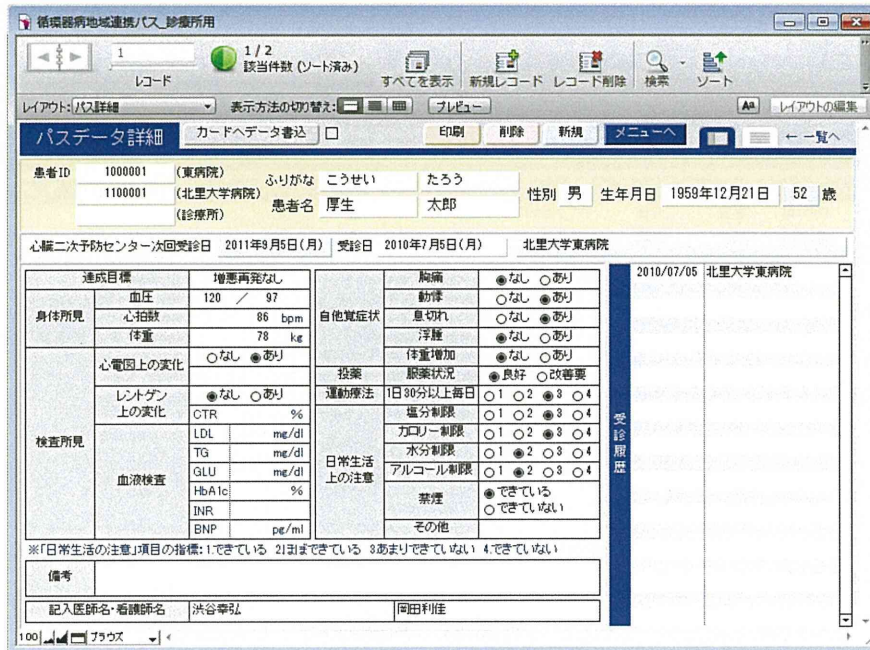 循環器病地域連携パス_診療所用
1
レコード
1 / 2
該当件数 (ソート済み)
すべてを表示 新規レコード レコード削除 検索 ソート
レイアウト: パス詳細 表示方法の切り替え: プレビュー Aa レイアウトの編集
パスデータ詳細 カードへデータ書込 印刷 削除 新規 メニューへ ← 一覧へ
患者ID 1000001 (東病院)
1100001 (北里大学病院)
(診療所)
ふりがな こうせい たろう
患者名 厚生 太郎
性別 男 生年月日 1959年12月21日 52 歳
心臓二次予防センター次回受診日 2011年9月5日(月) 受診日 2010年7月5日(月) 北里大学東病院
達成目標 増悪再発なし
身体所見
血圧 120 / 97
心拍数 86 bpm
体重 78 kg
検査所見
心電図上の変化 なし あり
レントゲン上の変化 なし あり
CTR %
血液検査
LDL mg/dl
TG mg/dl
GLU mg/dl
HbA1c %
INR
BNP pg/ml
自他覚症状
胸痛 なし あり
動悸 なし あり
息切れ なし あり
浮腫 なし あり
体重増加 なし あり
投薬 服薬状況 良好 改善要
運動療法 1日30分以上毎日 1 2 3 4
日常生活上の注意
塩分制限 1 2 3 4
カロリー制限 1 2 3 4
水分制限 1 2 3 4
アルコール制限 1 2 3 4
禁煙 できている
できていない
その他
受診履歴
2010/07/05 北里大学東病院
※「日常生活の注意」項目の指標: 1.できている 2ほぼできている 3あまりできていない 4.できていない
備考
記入医師名・看護師名 渋谷幸弘 岡田利佳
100 ブラウズ